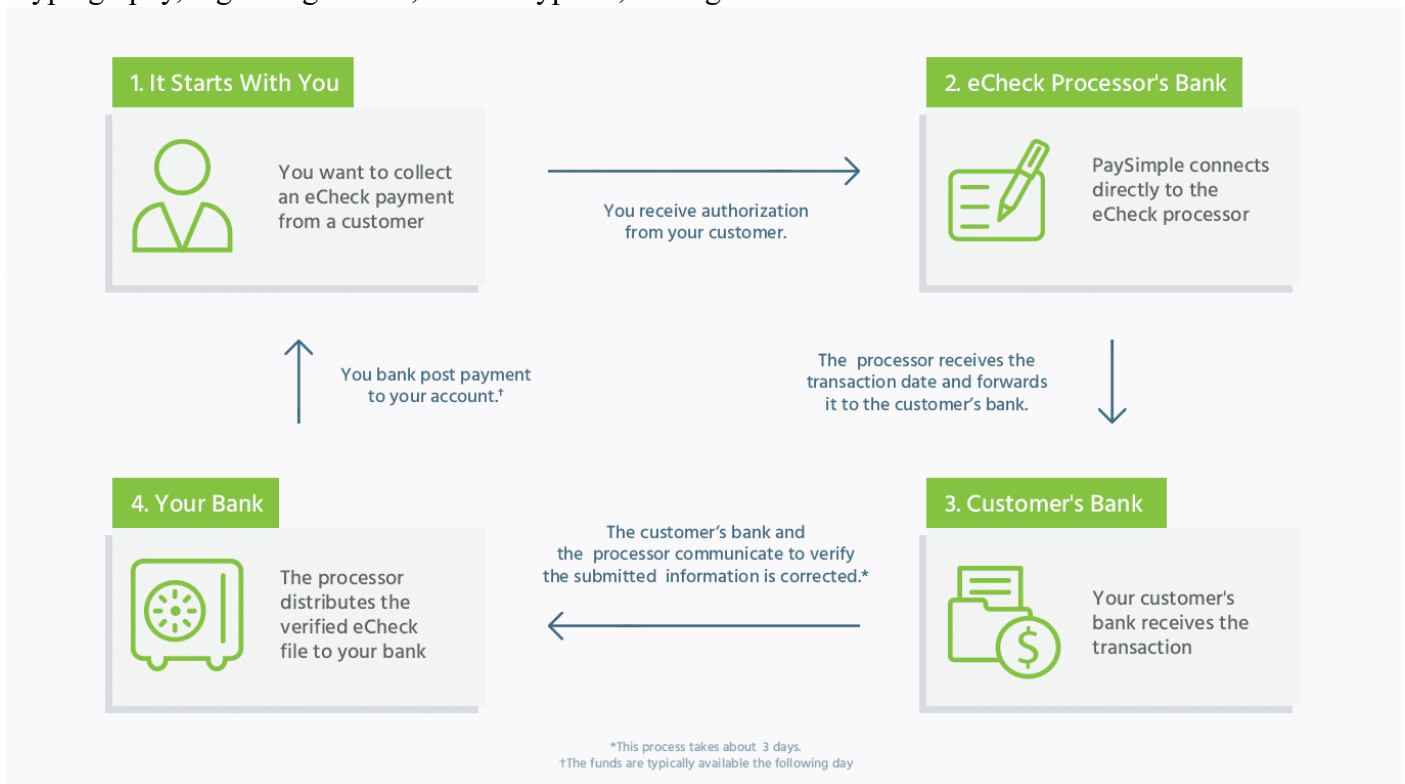 1. It Starts With You
You want to collect
an eCheck payment
from a customer
You receive authorization
from your customer.
2. eCheck Processor's Bank
PaySimple connects
directly to the
eCheck processor
The processor receives the
transaction date and forwards
it to the customer’s bank.
3. Customer's Bank
Your customer's
bank receives the
transaction
The customer’s bank and
the processor communicate to verify
the submitted information is corrected.*
4. Your Bank
The processor
distributes the
verified eCheck
file to your bank
You bank post payment
to your account.†
*This process takes about 3 days.
†The funds are typically available the following day